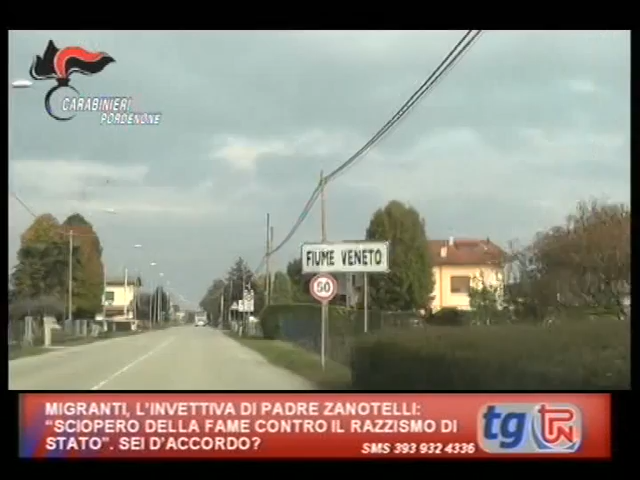 CARABINIERI
PORDENONE
FIUME VENETO
50
MIGRANTI, L'INVETTIVA DI PADRE ZANOTELLI:
"SCIOPERO DELLA FAME CONTRO IL RAZZISMO DI
STATO". SEI D'ACCORDO?
SMS 393 932 4336
tg TPN